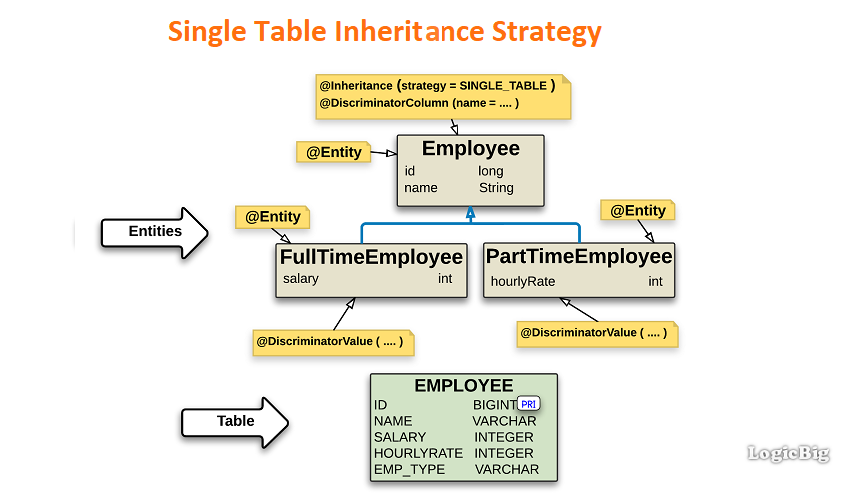 Single Table Inheritance Strategy
@Inheritance (strategy = SINGLE_TABLE )
@DiscriminatorColumn (name = .... )
@Entity
Employee
id long
name String
Entities
@Entity
@Entity
FullTimeEmployee
salary int
PartTimeEmployee
hourlyRate int
@DiscriminatorValue ( .... )
@DiscriminatorValue ( .... )
Table
EMPLOYEE
ID BIGINT PRI
NAME VARCHAR
SALARY INTEGER
HOURLYRATE INTEGER
EMP_TYPE VARCHAR
LogicBig